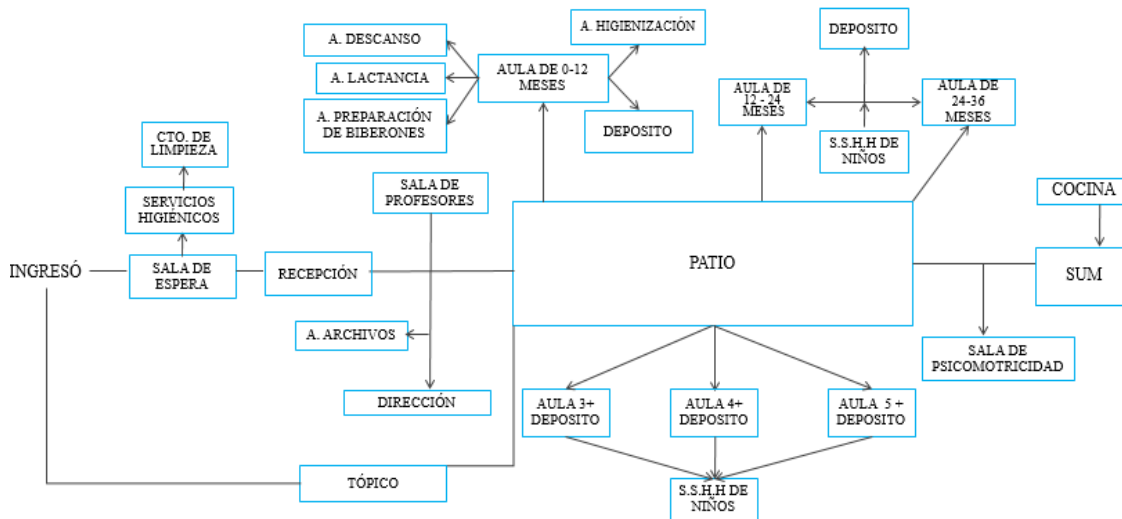 A. DESCANSO
A. LACTANCIA
A. PREPARACIÓN
DE BIBERONES
AULA DE 0-12
MESES
A. HIGIENIZACIÓN
DEPOSITO
DEPOSITO
AULA DE
12 - 24
MESES
AULA DE
24-36
MESES
S.S.H.H DE
NIÑOS
CTO. DE
LIMPIEZA
SERVICIOS
HIGIÉNICOS
SALA DE
PROFESORES
COCINA
INGRESÓ
SALA DE
ESPERA
RECEPCIÓN
PATIO
SUM
A. ARCHIVOS
SALA DE
PSICOMOTRICIDAD
DIRECCIÓN
AULA 3+
DEPOSITO
AULA 4+
DEPOSITO
AULA 5 +
DEPOSITO
TÓPICO
S.S.H.H DE
NIÑOS